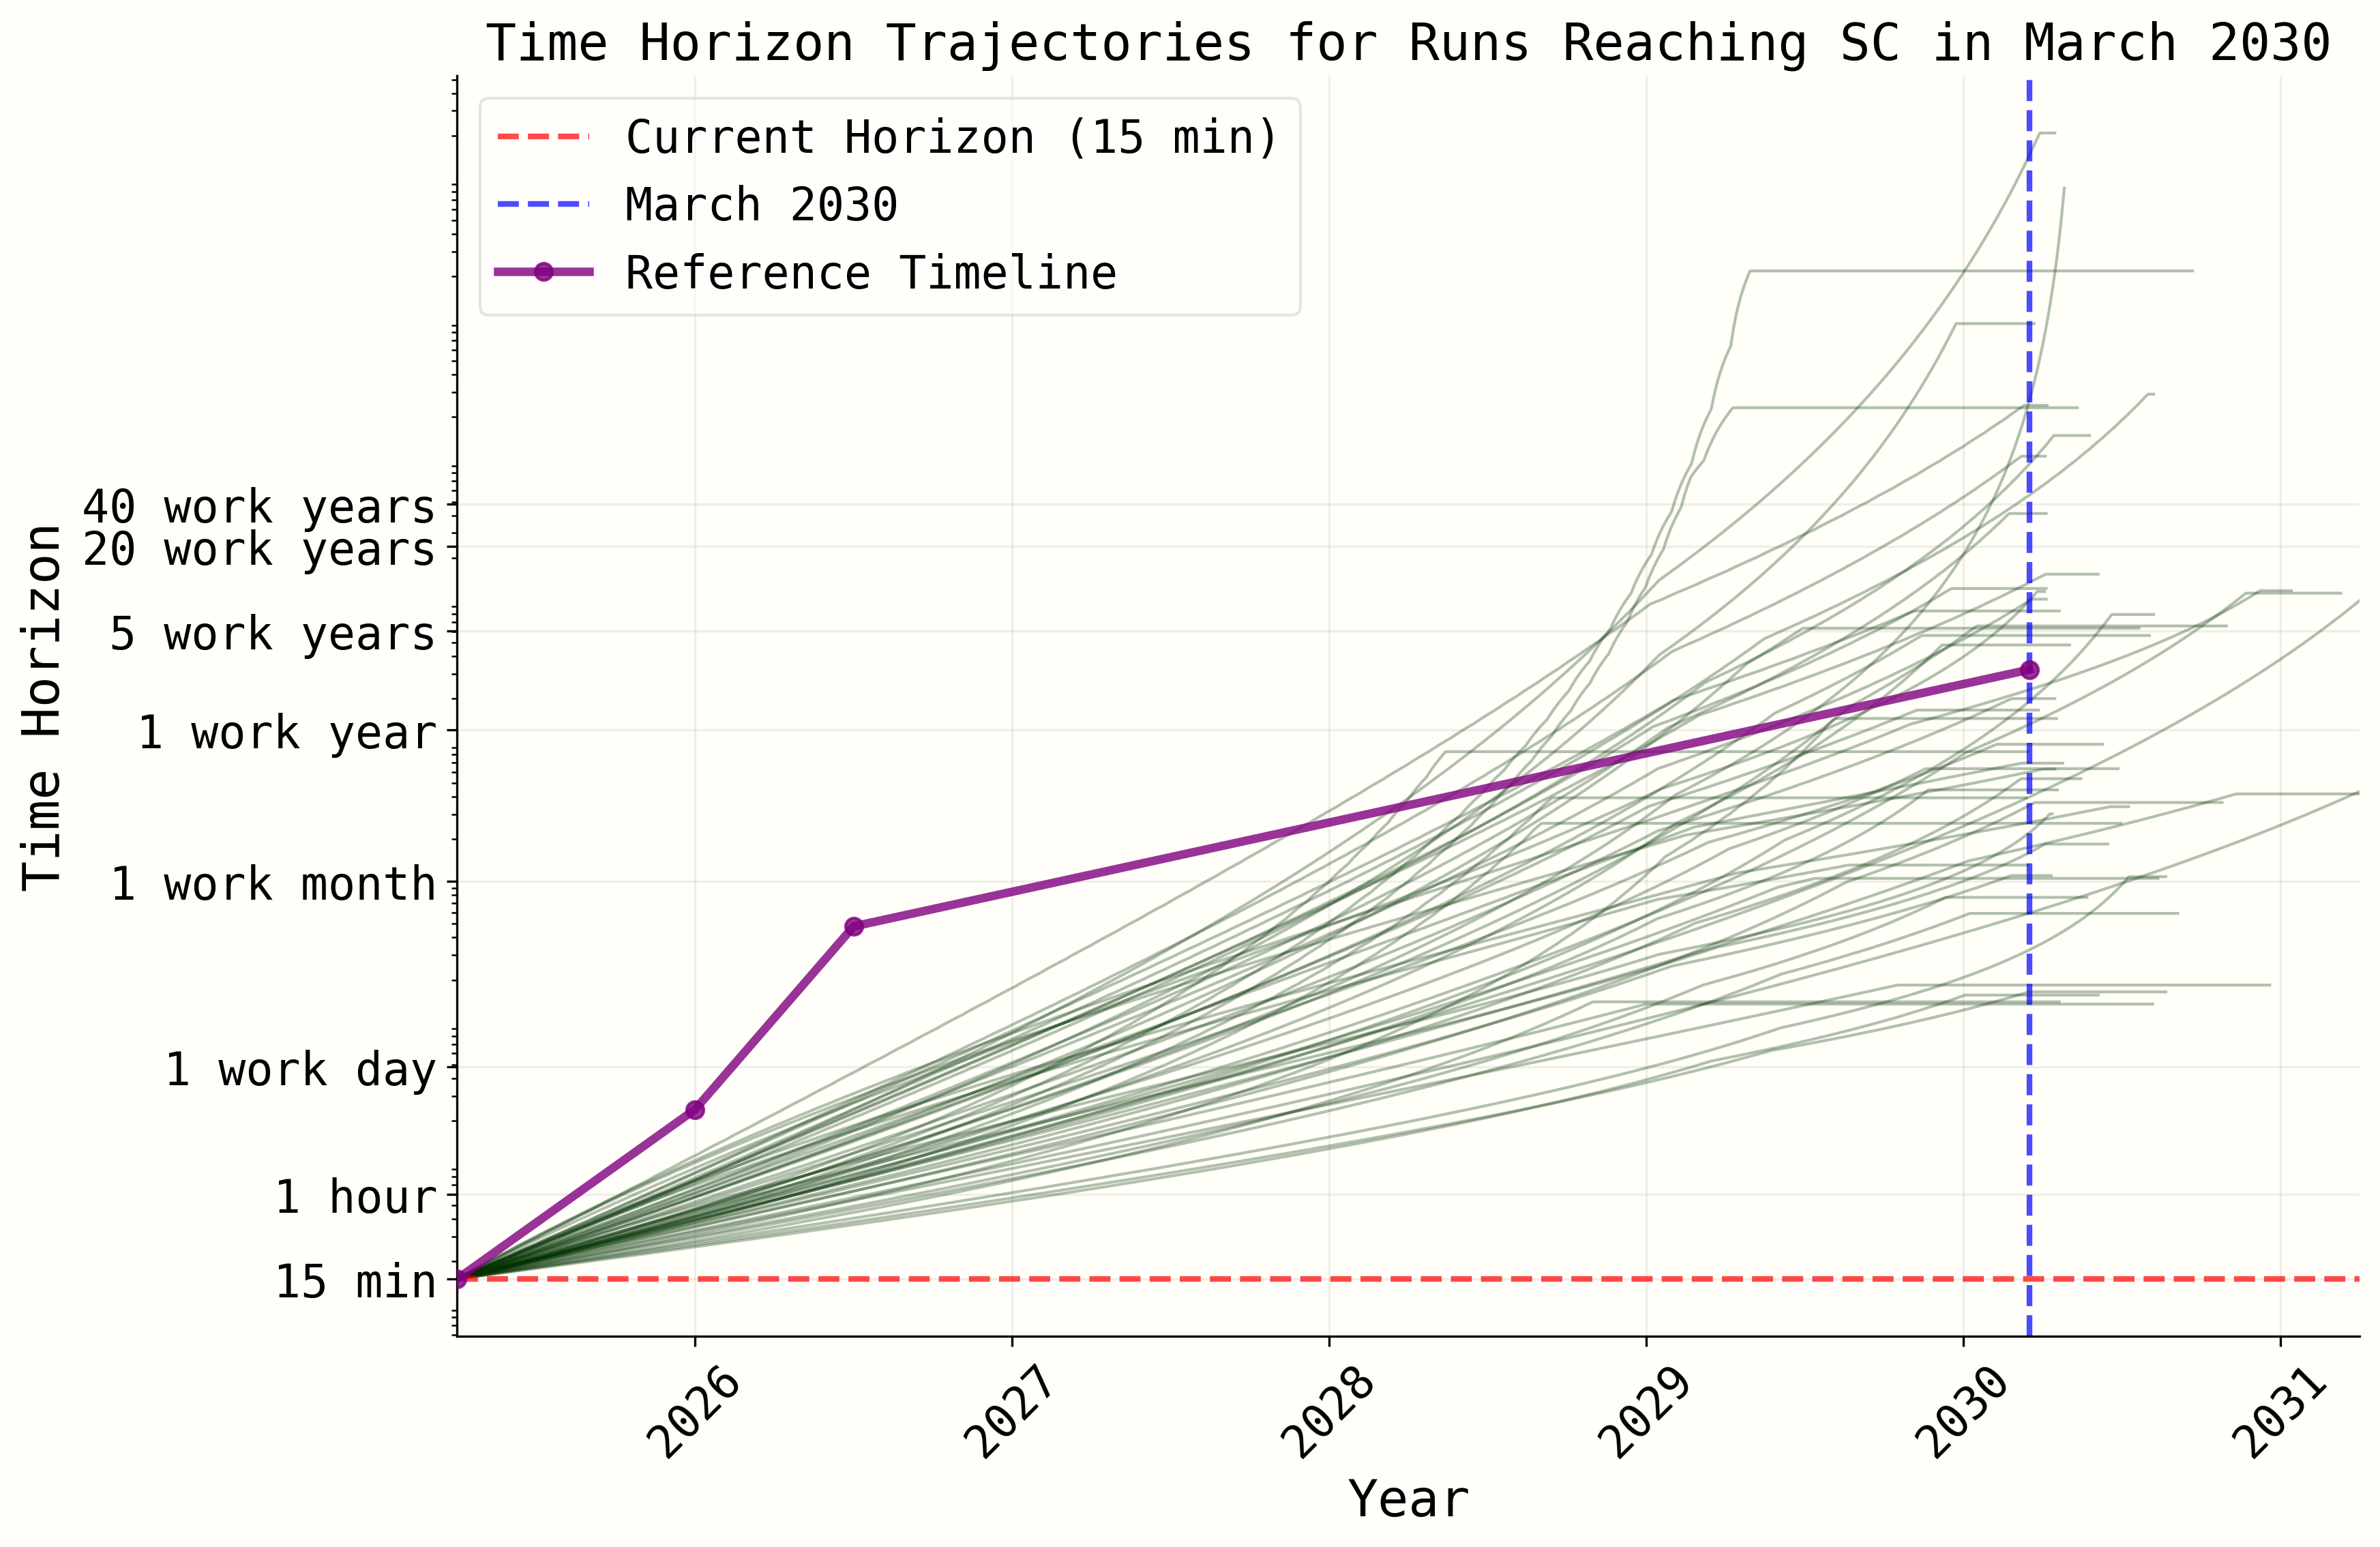 Time Horizon Trajectories for Runs Reaching SC in March 2030
Current Horizon (15 min)
March 2030
Reference Timeline
Time Horizon
40 work years
20 work years
5 work years
1 work year
1 work month
1 work day
1 hour
15 min
2026
2027
2028
2029
2030
2031
Year